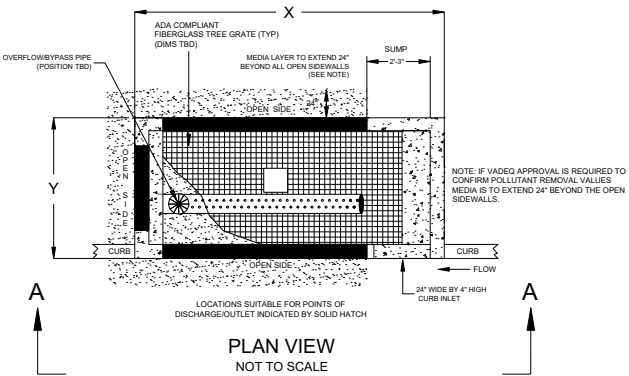 X
ADA COMPLIANT
FIBERGLASS TREE GRATE (TYP)
(DIMS TBD)
SUMP
OVERFLOW/BYPASS PIPE
(POSITION TBD)
MEDIA LAYER TO EXTEND 24"
BEYOND ALL OPEN SIDEWALLS
(SEE NOTE)
2'-3"
24"
OPEN SIDE
OPEN SIDE
Y
NOTE: IF VADEQ APPROVAL IS REQUIRED TO
CONFIRM POLLUTANT REMOVAL VALUES
MEDIA IS TO EXTEND 24" BEYOND THE OPEN
SIDEWALLS.
CURB
CURB
OPEN SIDE
FLOW
24" WIDE BY 4" HIGH
CURB INLET
A
A
LOCATIONS SUITABLE FOR POINTS OF
DISCHARGE/OUTLET INDICATED BY SOLID HATCH
PLAN VIEW
NOT TO SCALE